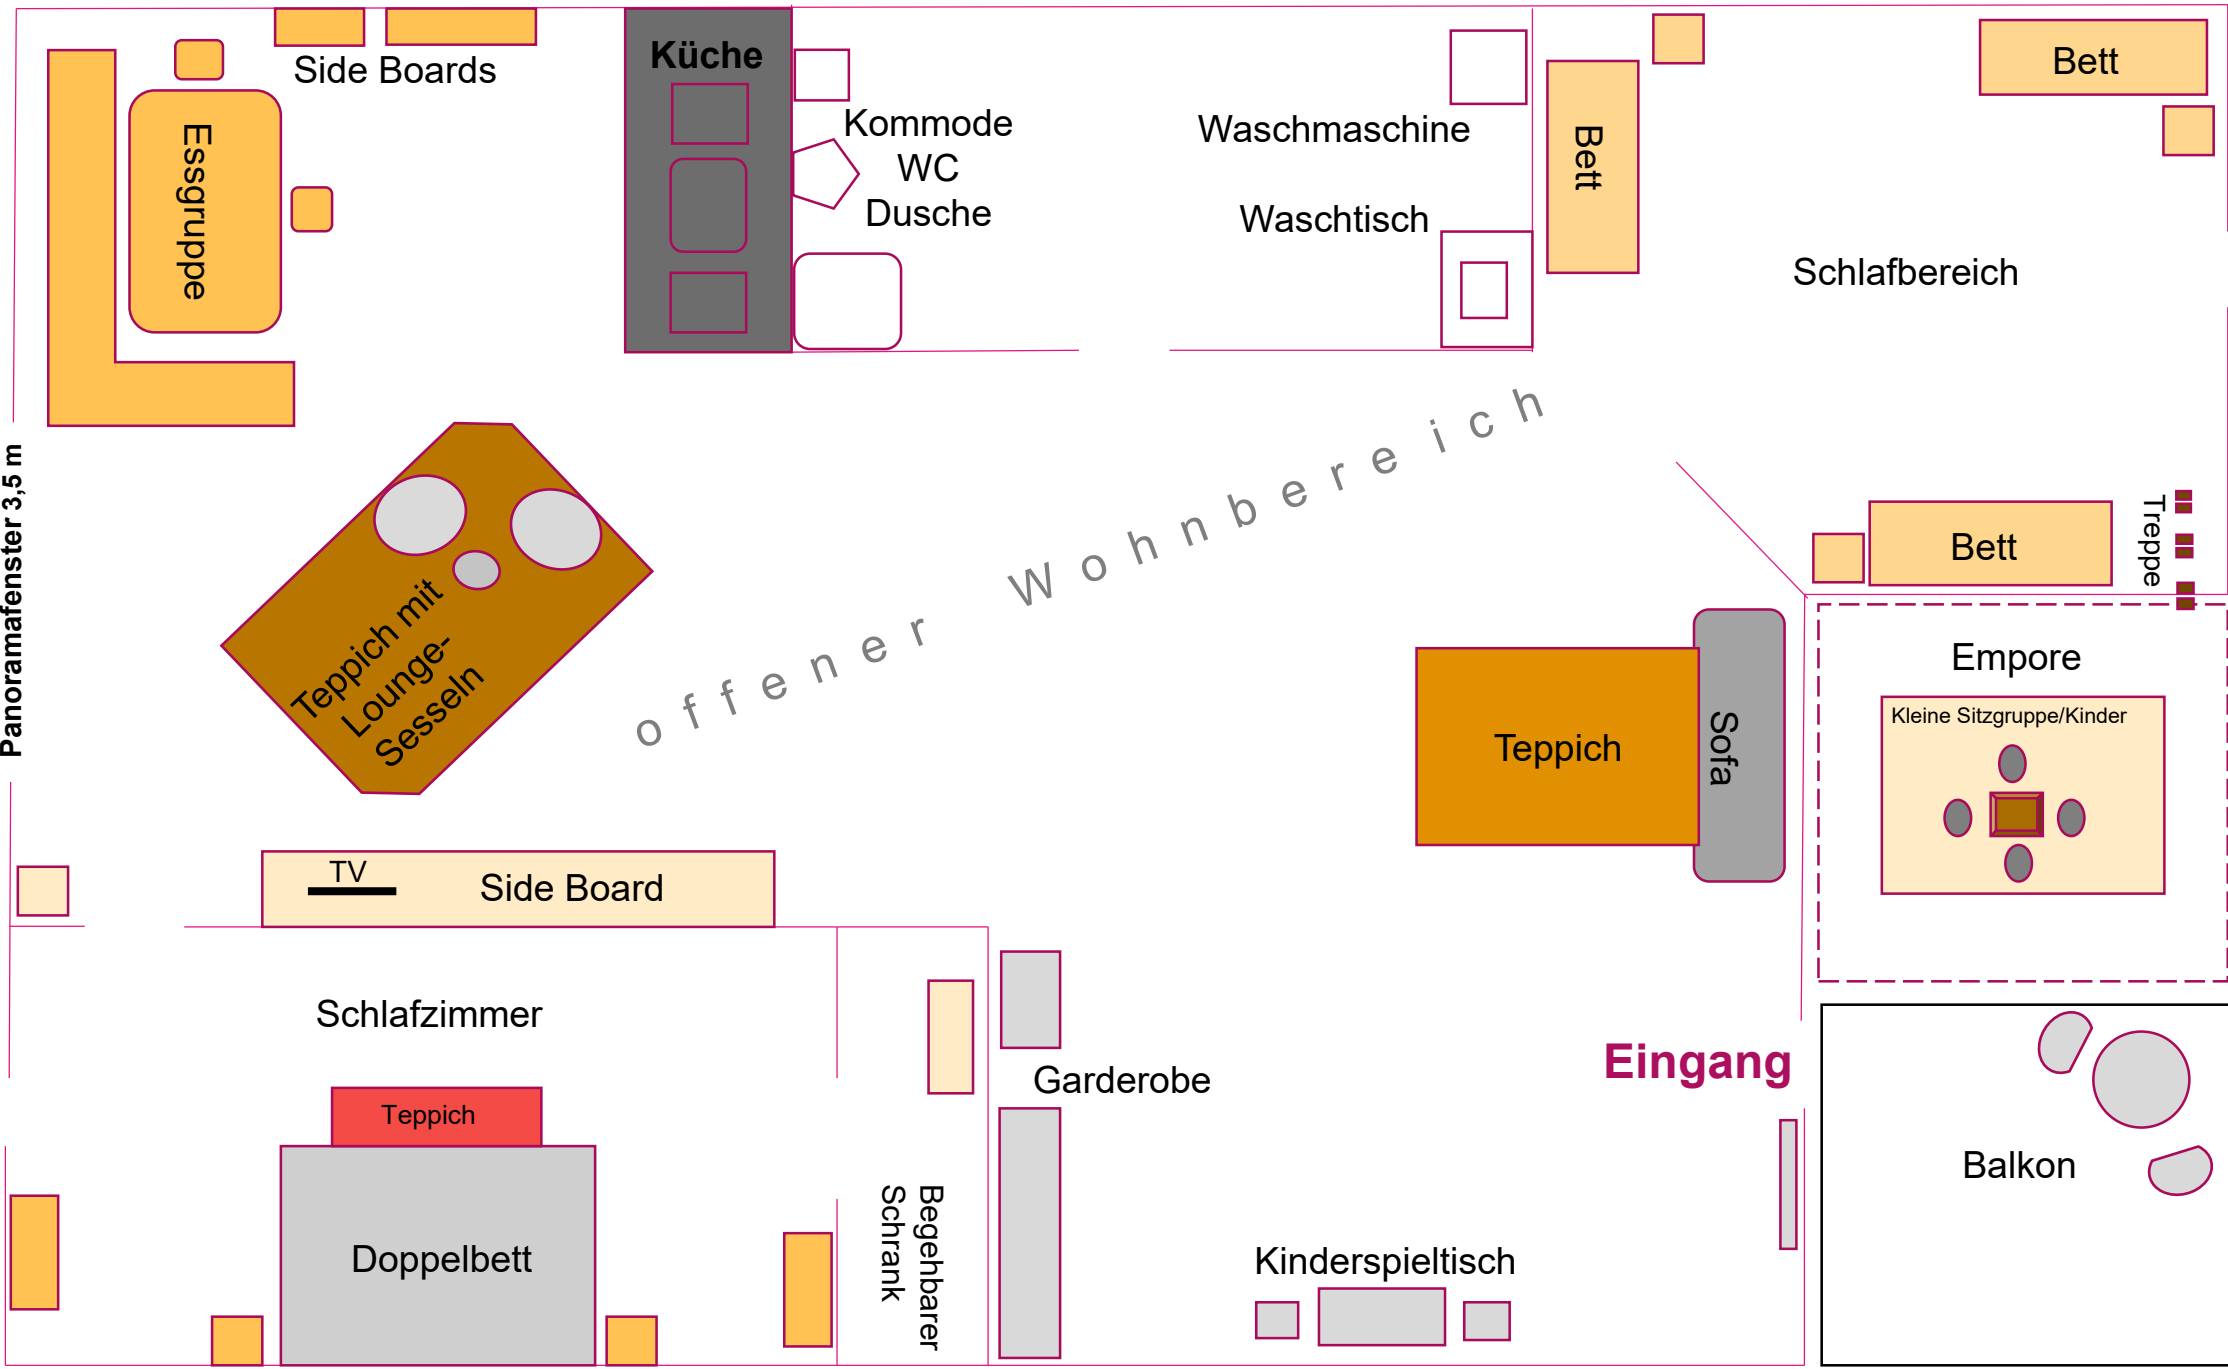 Küche
Side Boards
Essgruppe
Kommode
WC
Dusche
Waschmaschine
Waschtisch
Bett
Bett
Schlafbereich
Panoramafenster 3,5 m
offener Wohnbereich
Teppich mit
Lounge-
Sesseln
Bett
Treppe
Empore
Kleine Sitzgruppe/Kinder
Teppich
Sofa
TV
Side Board
Schlafzimmer
Teppich
Doppelbett
Begehbarer
Schrank
Garderobe
Eingang
Kinderspieltisch
Balkon